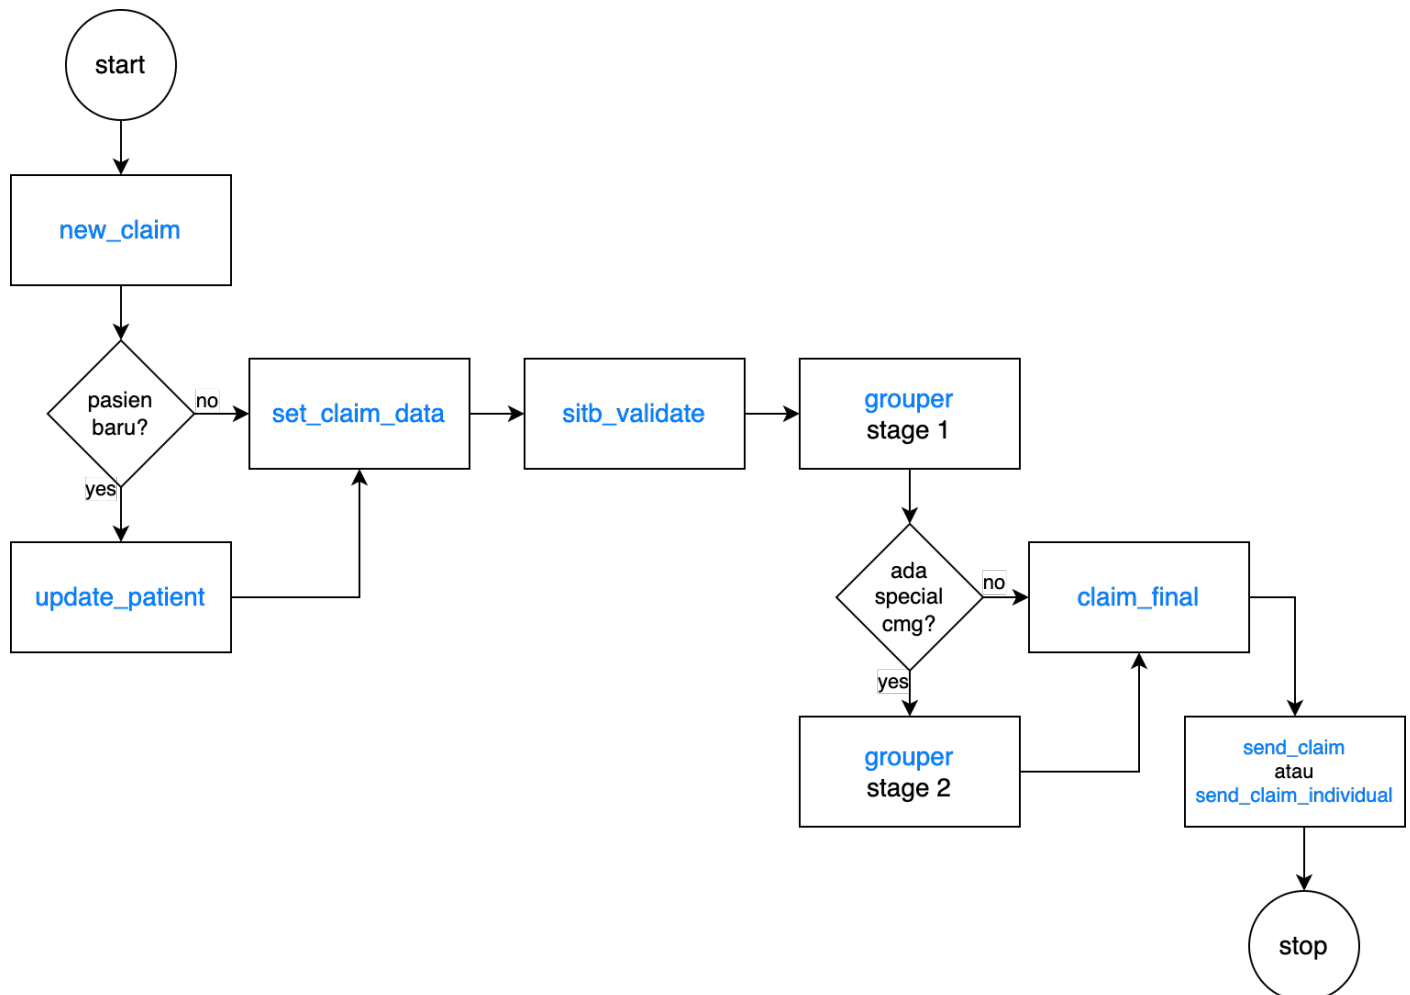 start
new_claim
pasien
baru?
no
yes
update_patient
set_claim_data
sitb_validate
grouper
stage 1
ada
special
cmg?
no
yes
grouper
stage 2
claim_final
send_claim
atau
send_claim_individual
stop